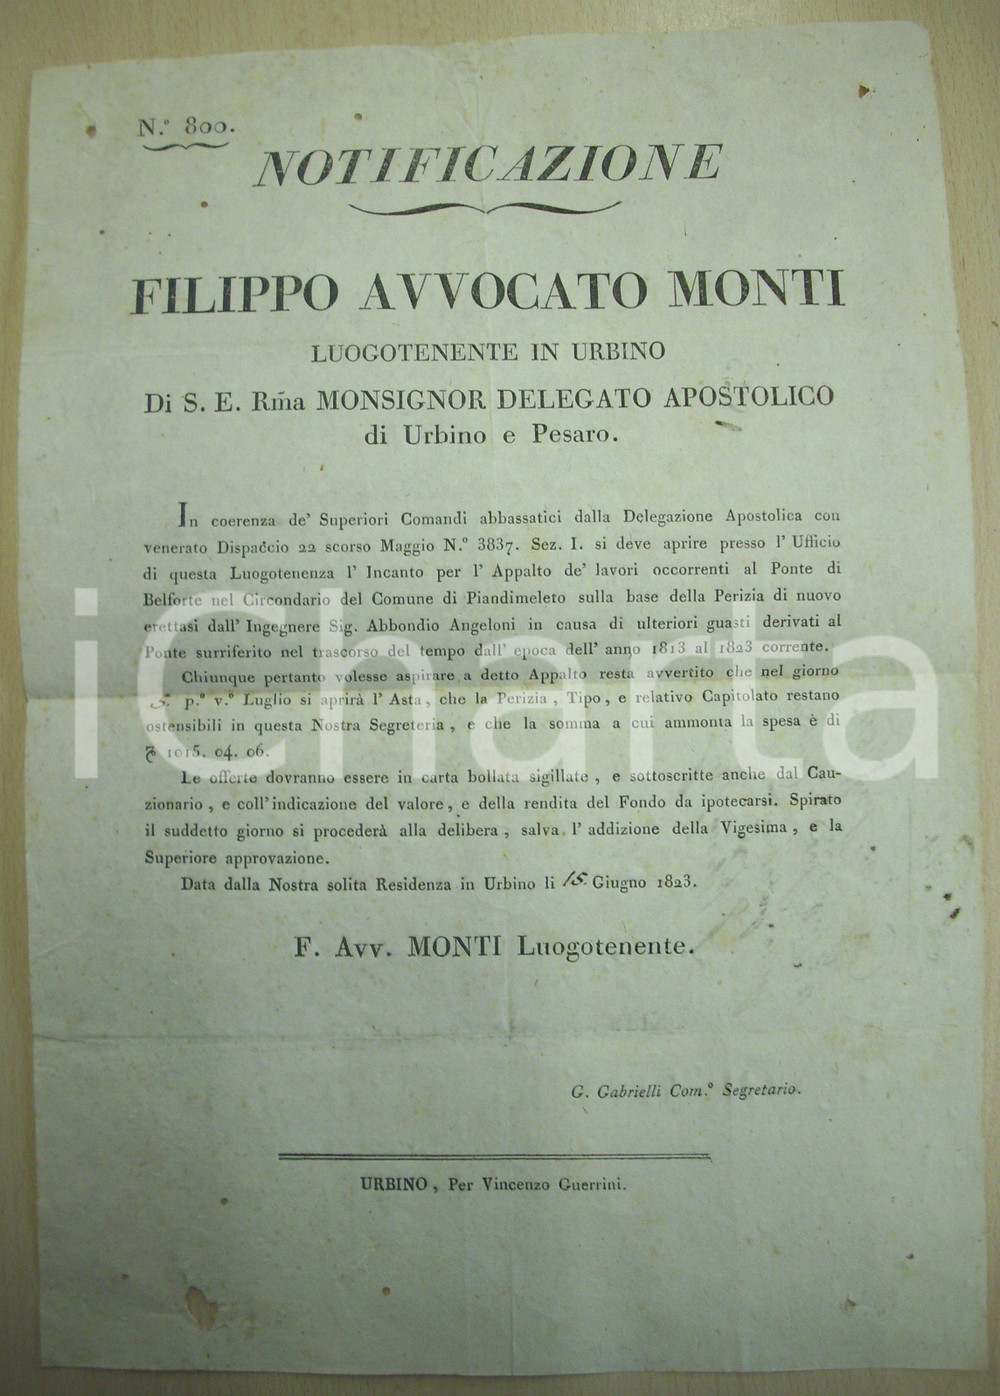 N.º 800.
NOTIFICAZIONE
FILIPPO AVVOCATO MONTI
LUOGOTENENTE IN URBINO
Di S. E. Rm̃a MONSIGNOR DELEGATO APOSTOLICO
di Urbino e Pesaro.
In coerenza de' Superiori Comandi abbassatici dalla Delegazione Apostolica con
venerato Dispaccio 22 scorso Maggio N.º 3837. Sez. I. si deve aprire presso l' Ufficio
di questa Luogotenenza l' Incanto per l' Appalto de' lavori occorrenti al Ponte di
Belforte nel Circondario del Comune di Piandimeleto sulla base della Perizia di nuovo
erettasi dall' Ingegnere Sig. Abbondio Angeloni in causa di ulteriori guasti derivati al
Ponte surriferito nel trascorso del tempo dall' epoca dell' anno 1813 al 1823 corrente.
Chiunque pertanto volesse aspirare a detto Appalto resta avvertito che nel giorno
5. p.º v.º Luglio si aprirà l' Asta, che la Perizia, Tipo, e relativo Capitolato restano
ostensibili in questa Nostra Segreteria, e che la somma a cui ammonta la spesa è di
1015. 04. 06.
Le offerte dovranno essere in carta bollata sigillate, e sottoscritte anche dal Cau-
zionario, e coll' indicazione del valore, e della rendita del Fondo da ipotecarsi. Spirato
il suddetto giorno si procederà alla delibera, salva l' addizione della Vigesima, e la
Superiore approvazione.
Data dalla Nostra solita Residenza in Urbino li 15. Giugno 1823.
F. Avv. MONTI Luogotenente.
G. Gabrielli Com.º Segretario.
URBINO, Per Vincenzo Guerrini.
iCharta